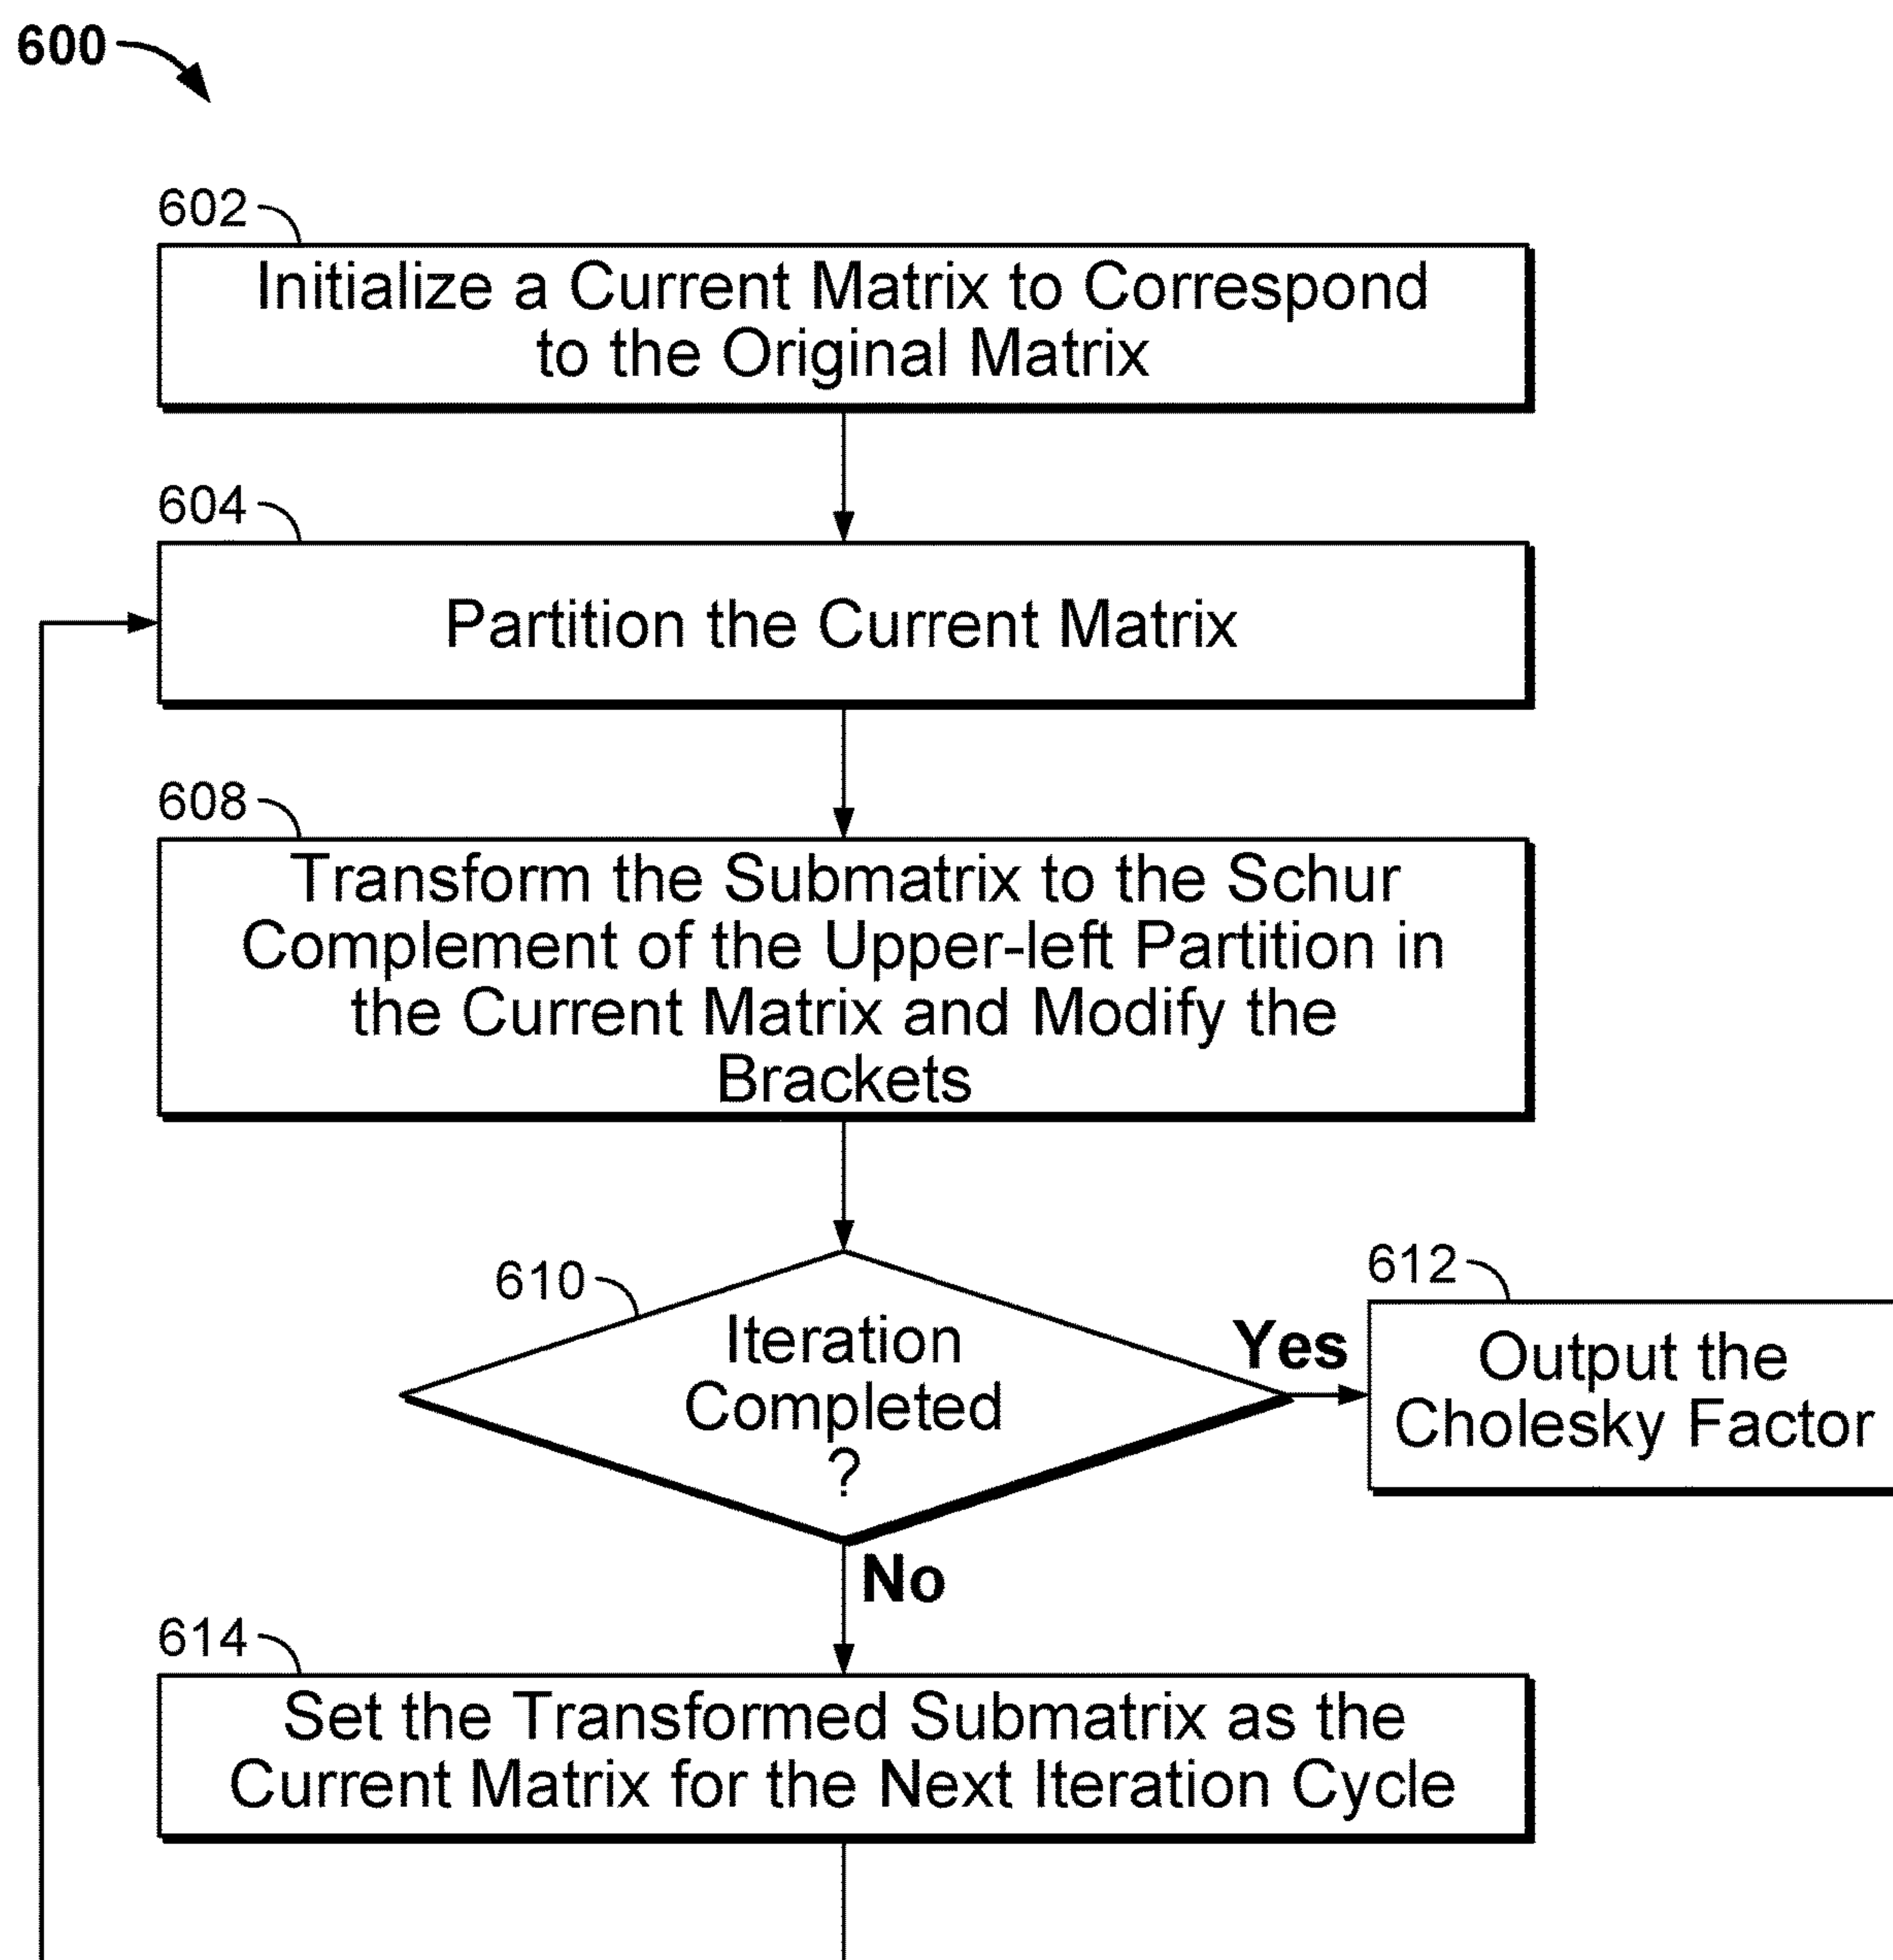 600
602
Initialize a Current Matrix to Correspond
to the Original Matrix
604
Partition the Current Matrix
608
Transform the Submatrix to the Schur
Complement of the Upper-left Partition in
the Current Matrix and Modify the
Brackets
610
Iteration
Completed
?
Yes
612
Output the
Cholesky Factor
No
614
Set the Transformed Submatrix as the
Current Matrix for the Next Iteration Cycle